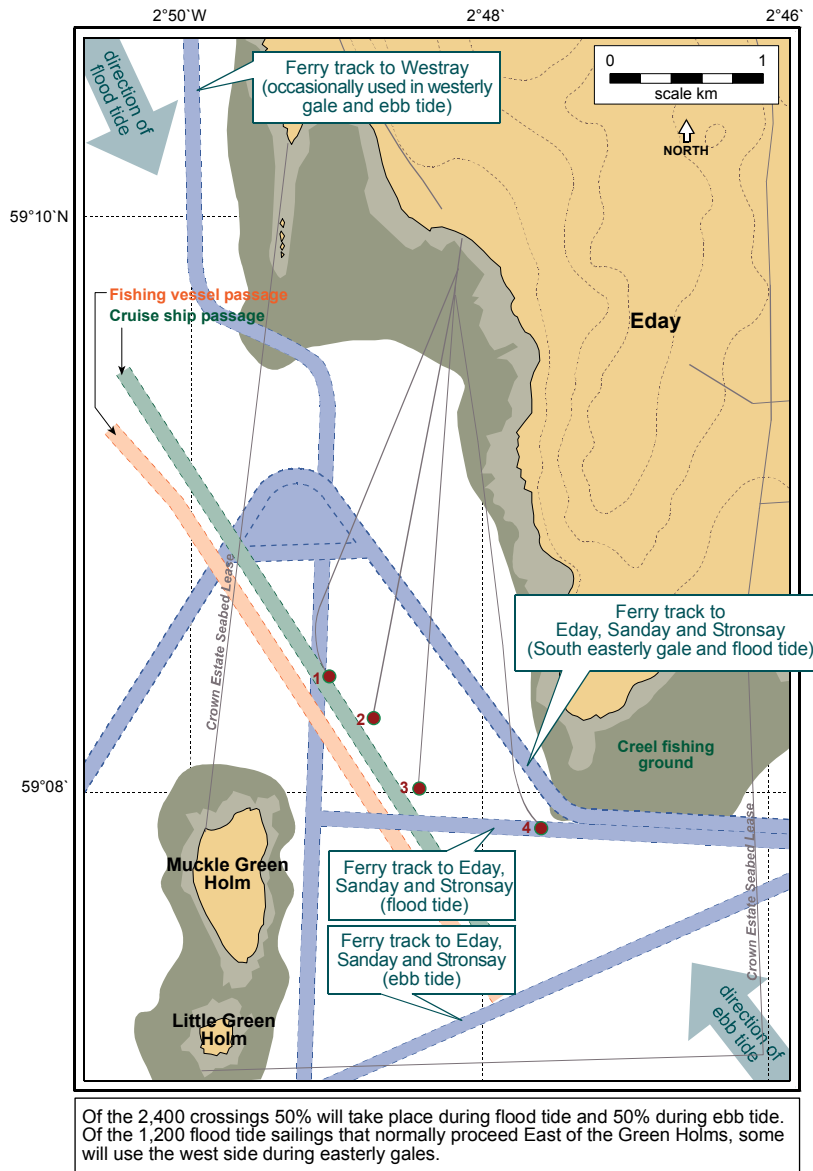 2°50`W
2°48`
2°46`
direction of
flood tide
Ferry track to Westray
(occasionally used in westerly
gale and ebb tide)
0
1
scale km
NORTH
59°10`N
Fishing vessel passage
Cruise ship passage
Eday
Crown Estate Seabed Lease
Ferry track to
Eday, Sanday and Stronsay
(South easterly gale and flood tide)
1
2
3
4
Creel fishing
ground
59°08`
Muckle Green
Holm
Ferry track to Eday,
Sanday and Stronsay
(flood tide)
Crown Estate Seabed Lease
Ferry track to Eday,
Sanday and Stronsay
(ebb tide)
Little Green
Holm
direction of
ebb tide
Of the 2,400 crossings 50% will take place during flood tide and 50% during ebb tide.
Of the 1,200 flood tide sailings that normally proceed East of the Green Holms, some
will use the west side during easterly gales.